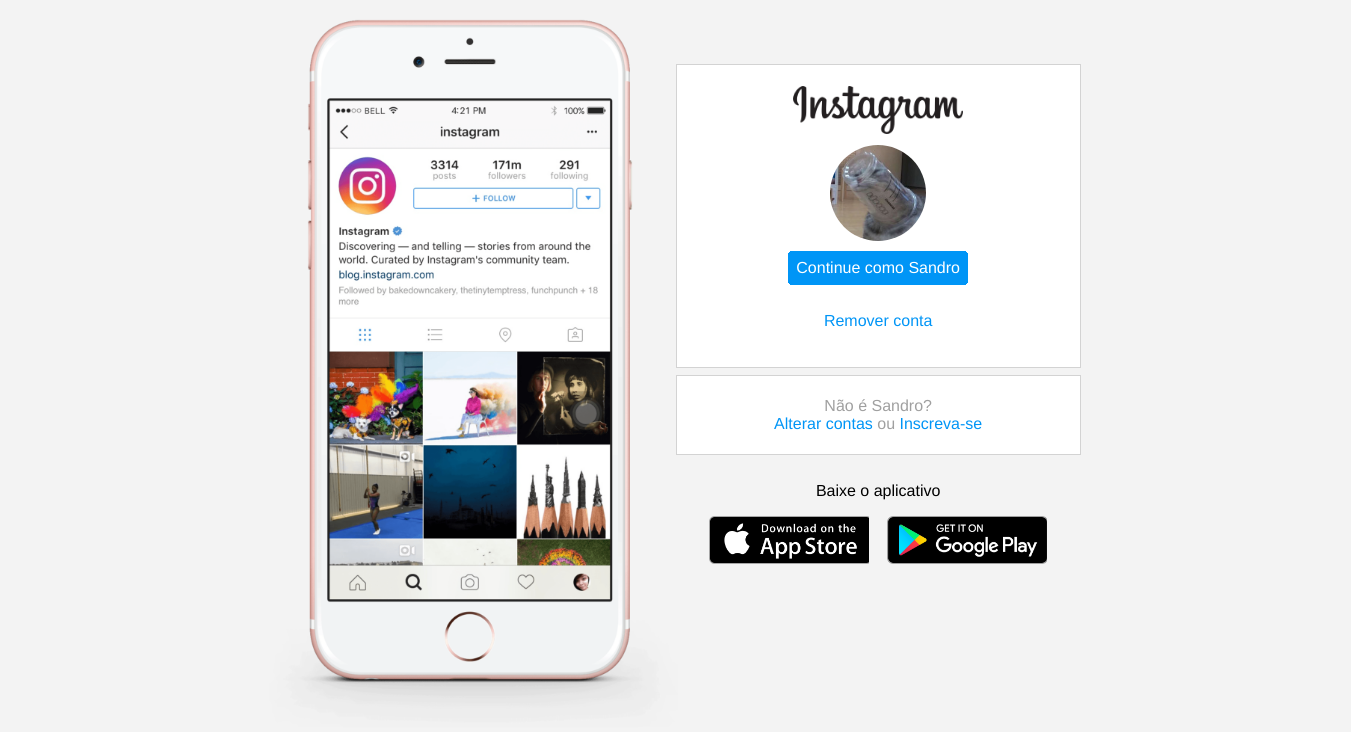 BELL
4:21 PM
100%
instagram
3314
171m
291
posts
followers
following
+ FOLLOW
Instagram
Discovering — and telling — stories from around the
world. Curated by Instagram's community team.
blog.instagram.com
Followed by bakedowncakery, thetinytemptress, funchpunch + 18
more
Instagram
Continue como Sandro
Remover conta
Não é Sandro?
Alterar contas ou Inscreva-se
Baixe o aplicativo
Download on the
App Store
GET IT ON
Google Play